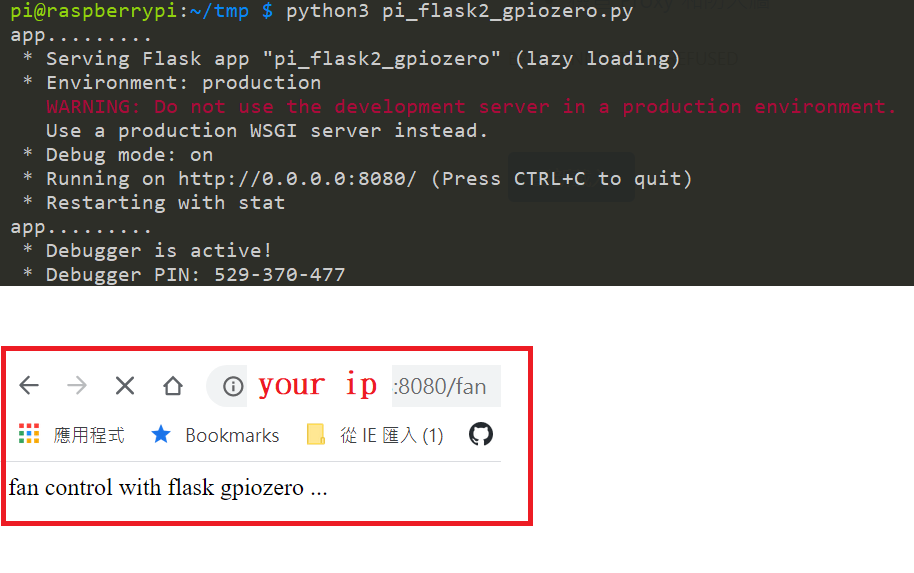 pi@raspberrypi:~/tmp $ python3 pi_flask2_gpiozero.py
app.........
 * Serving Flask app "pi_flask2_gpiozero" (lazy loading)
 * Environment: production
   WARNING: Do not use the development server in a production environment.
   Use a production WSGI server instead.
 * Debug mode: on
 * Running on http://0.0.0.0:8080/ (Press CTRL+C to quit)
 * Restarting with stat
app.........
 * Debugger is active!
 * Debugger PIN: 529-370-477
your ip :8080/fan
應用程式 Bookmarks 從 IE 匯入 (1)
fan control with flask gpiozero ...